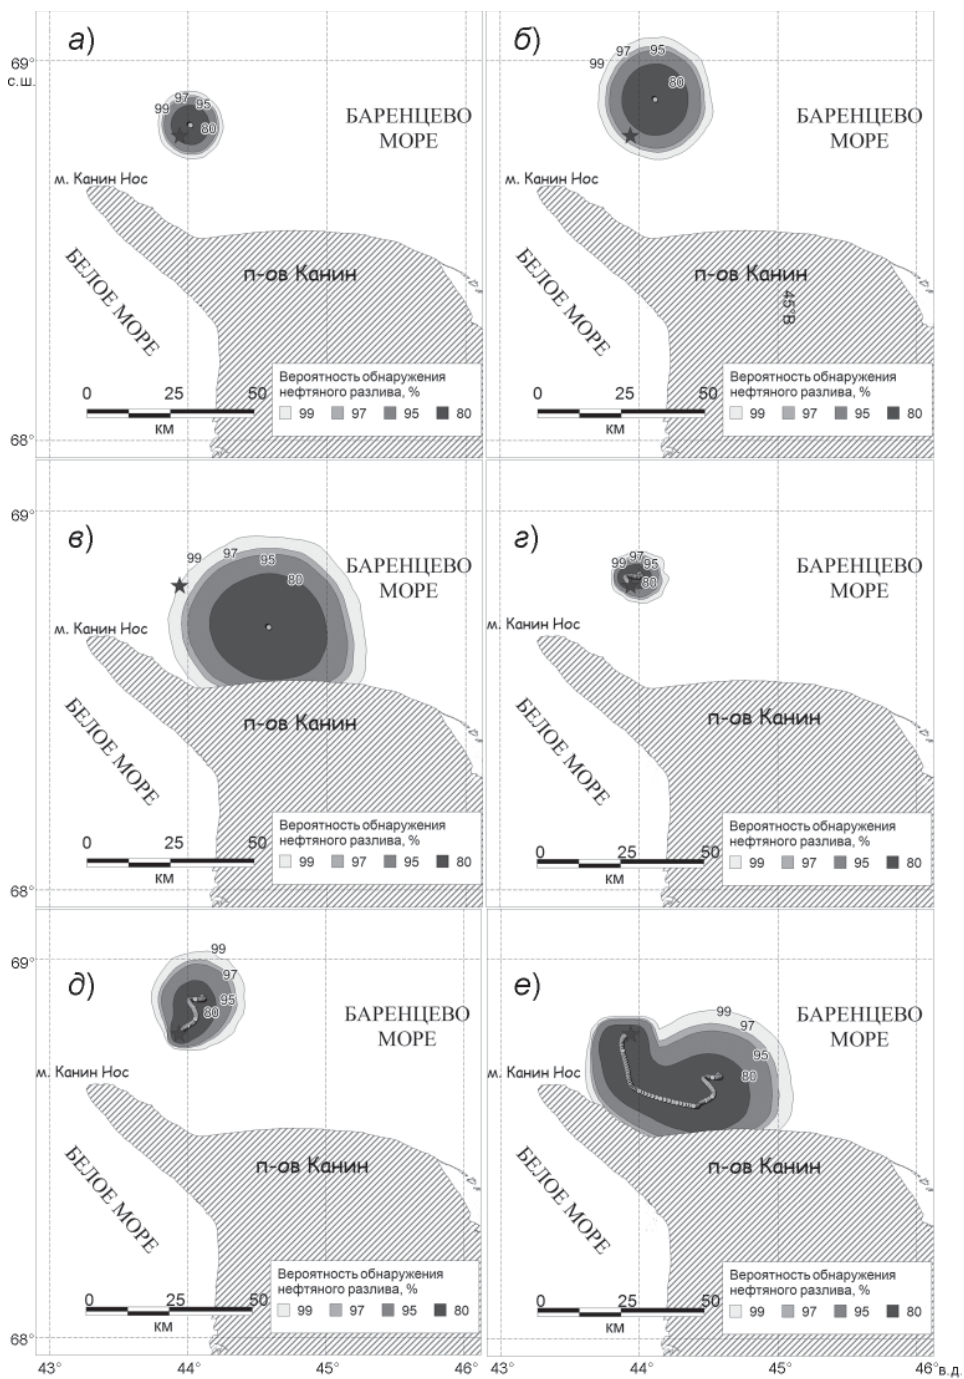 а)
69°
с.ш.
99
97
95
80
БАРЕНЦЕВО
МОРЕ
м. Канин Нос
БЕЛОЕ МОРЕ
п-ов Канин
0
25
50
км
Вероятность обнаружения
нефтяного разлива, %
99 97 95 80
68°
б)
99
97
95
80
БАРЕНЦЕВО
МОРЕ
м. Канин Нос
БЕЛОЕ МОРЕ
п-ов Канин
45°В
0
25
50
км
Вероятность обнаружения
нефтяного разлива, %
99 97 95 80
в)
69°
99
97
95
80
БАРЕНЦЕВО
МОРЕ
м. Канин Нос
БЕЛОЕ МОРЕ
п-ов Канин
0
25
50
км
Вероятность обнаружения
нефтяного разлива, %
99 97 95 80
68°
г)
99
97
95
80
БАРЕНЦЕВО
МОРЕ
м. Канин Нос
БЕЛОЕ МОРЕ
п-ов Канин
0
25
50
км
Вероятность обнаружения
нефтяного разлива, %
99 97 95 80
д)
69°
99
97
95
80
БАРЕНЦЕВО
МОРЕ
м. Канин Нос
БЕЛОЕ МОРЕ
п-ов Канин
0
25
50
км
Вероятность обнаружения
нефтяного разлива, %
99 97 95 80
68°
43° 44° 45° 46°
е)
99
97
95
80
БАРЕНЦЕВО
МОРЕ
м. Канин Нос
БЕЛОЕ МОРЕ
п-ов Канин
0
25
50
км
Вероятность обнаружения
нефтяного разлива, %
99 97 95 80
43° 44° 45° 46° в.д.